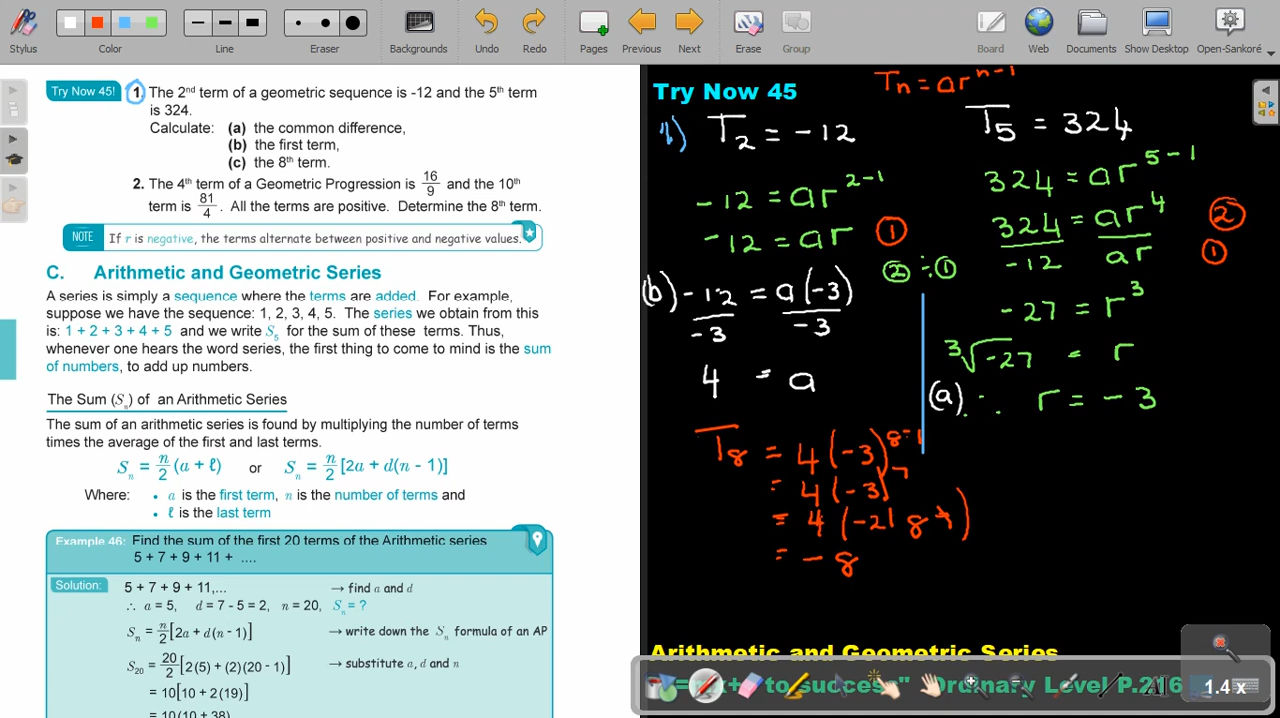 Stylus Color Line Eraser Backgrounds Undo Redo Pages Previous Next Erase Group Board Web Documents Show Desktop Open-Sankoré
Try Now 45! 1. The 2nd term of a geometric sequence is -12 and the 5th term
is 324.
Calculate: (a) the common difference,
(b) the first term,
(c) the 8th term.
2. The 4th term of a Geometric Progression is 16/9 and the 10th
term is 81/4. All the terms are positive. Determine the 8th term.
NOTE If r is negative, the terms alternate between positive and negative values.
C. Arithmetic and Geometric Series
A series is simply a sequence where the terms are added. For example,
suppose we have the sequence: 1, 2, 3, 4, 5. The series we obtain from this
is: 1 + 2 + 3 + 4 + 5 and we write S5 for the sum of these terms. Thus,
whenever one hears the word series, the first thing to come to mind is the sum
of numbers, to add up numbers.
The Sum (Sn) of an Arithmetic Series
The sum of an arithmetic series is found by multiplying the number of terms
times the average of the first and last terms.
Sn = n/2 (a + ℓ) or Sn = n/2 [2a + d(n - 1)]
Where: • a is the first term, n is the number of terms and
• ℓ is the last term
Example 46: Find the sum of the first 20 terms of the Arithmetic series
5 + 7 + 9 + 11 + ....
Solution: 5 + 7 + 9 + 11,... → find a and d
∴ a = 5, d = 7 - 5 = 2, n = 20, Sn = ?
Sn = n/2 [2a + d(n - 1)] → write down the Sn formula of an AP
S20 = 20/2 [2(5) + (2)(20 - 1)] → substitute a, d and n
= 10[10 + 2(19)]
= 10(10 + 38)
Tn = ar^n-1
Try Now 45
1) T2 = -12
-12 = ar^2-1
-12 = ar ①
② ÷ ①
(b) -12/-3 = a(-3)/-3
4 = a
T5 = 324
324 = ar^5-1
324/-12 = ar^4/ar ② ①
-27 = r^3
3√-27 = r
(a) ∴ r = -3
T8 = 4(-3)^8-1
= 4(-3)^7
= 4(-2187)
= -8
Arithmetic and Geometric Series
to success" Ordinary Level P.216
1.4 x